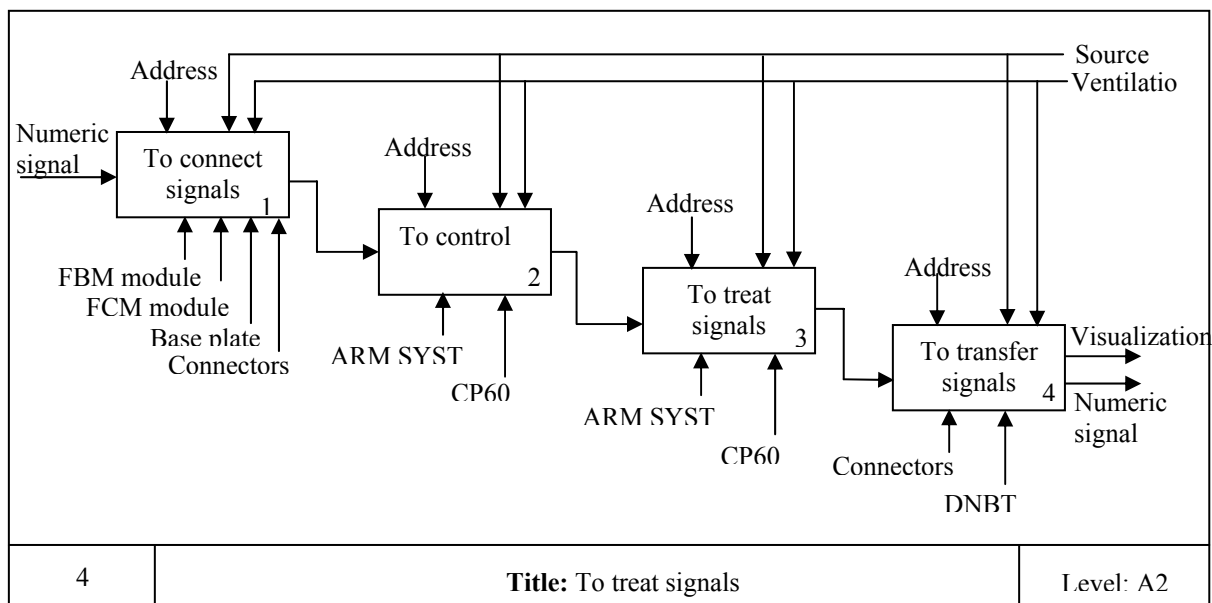 Source
Ventilatio
Address
Numeric
signal
To connect
signals
1
FBM module
FCM module
Base plate
Connectors
Address
To control
2
ARM SYST
CP60
Address
To treat
signals
3
ARM SYST
CP60
Address
To transfer
signals
4
Visualization
Numeric
signal
Connectors
DNBT
4
Title: To treat signals
Level: A2